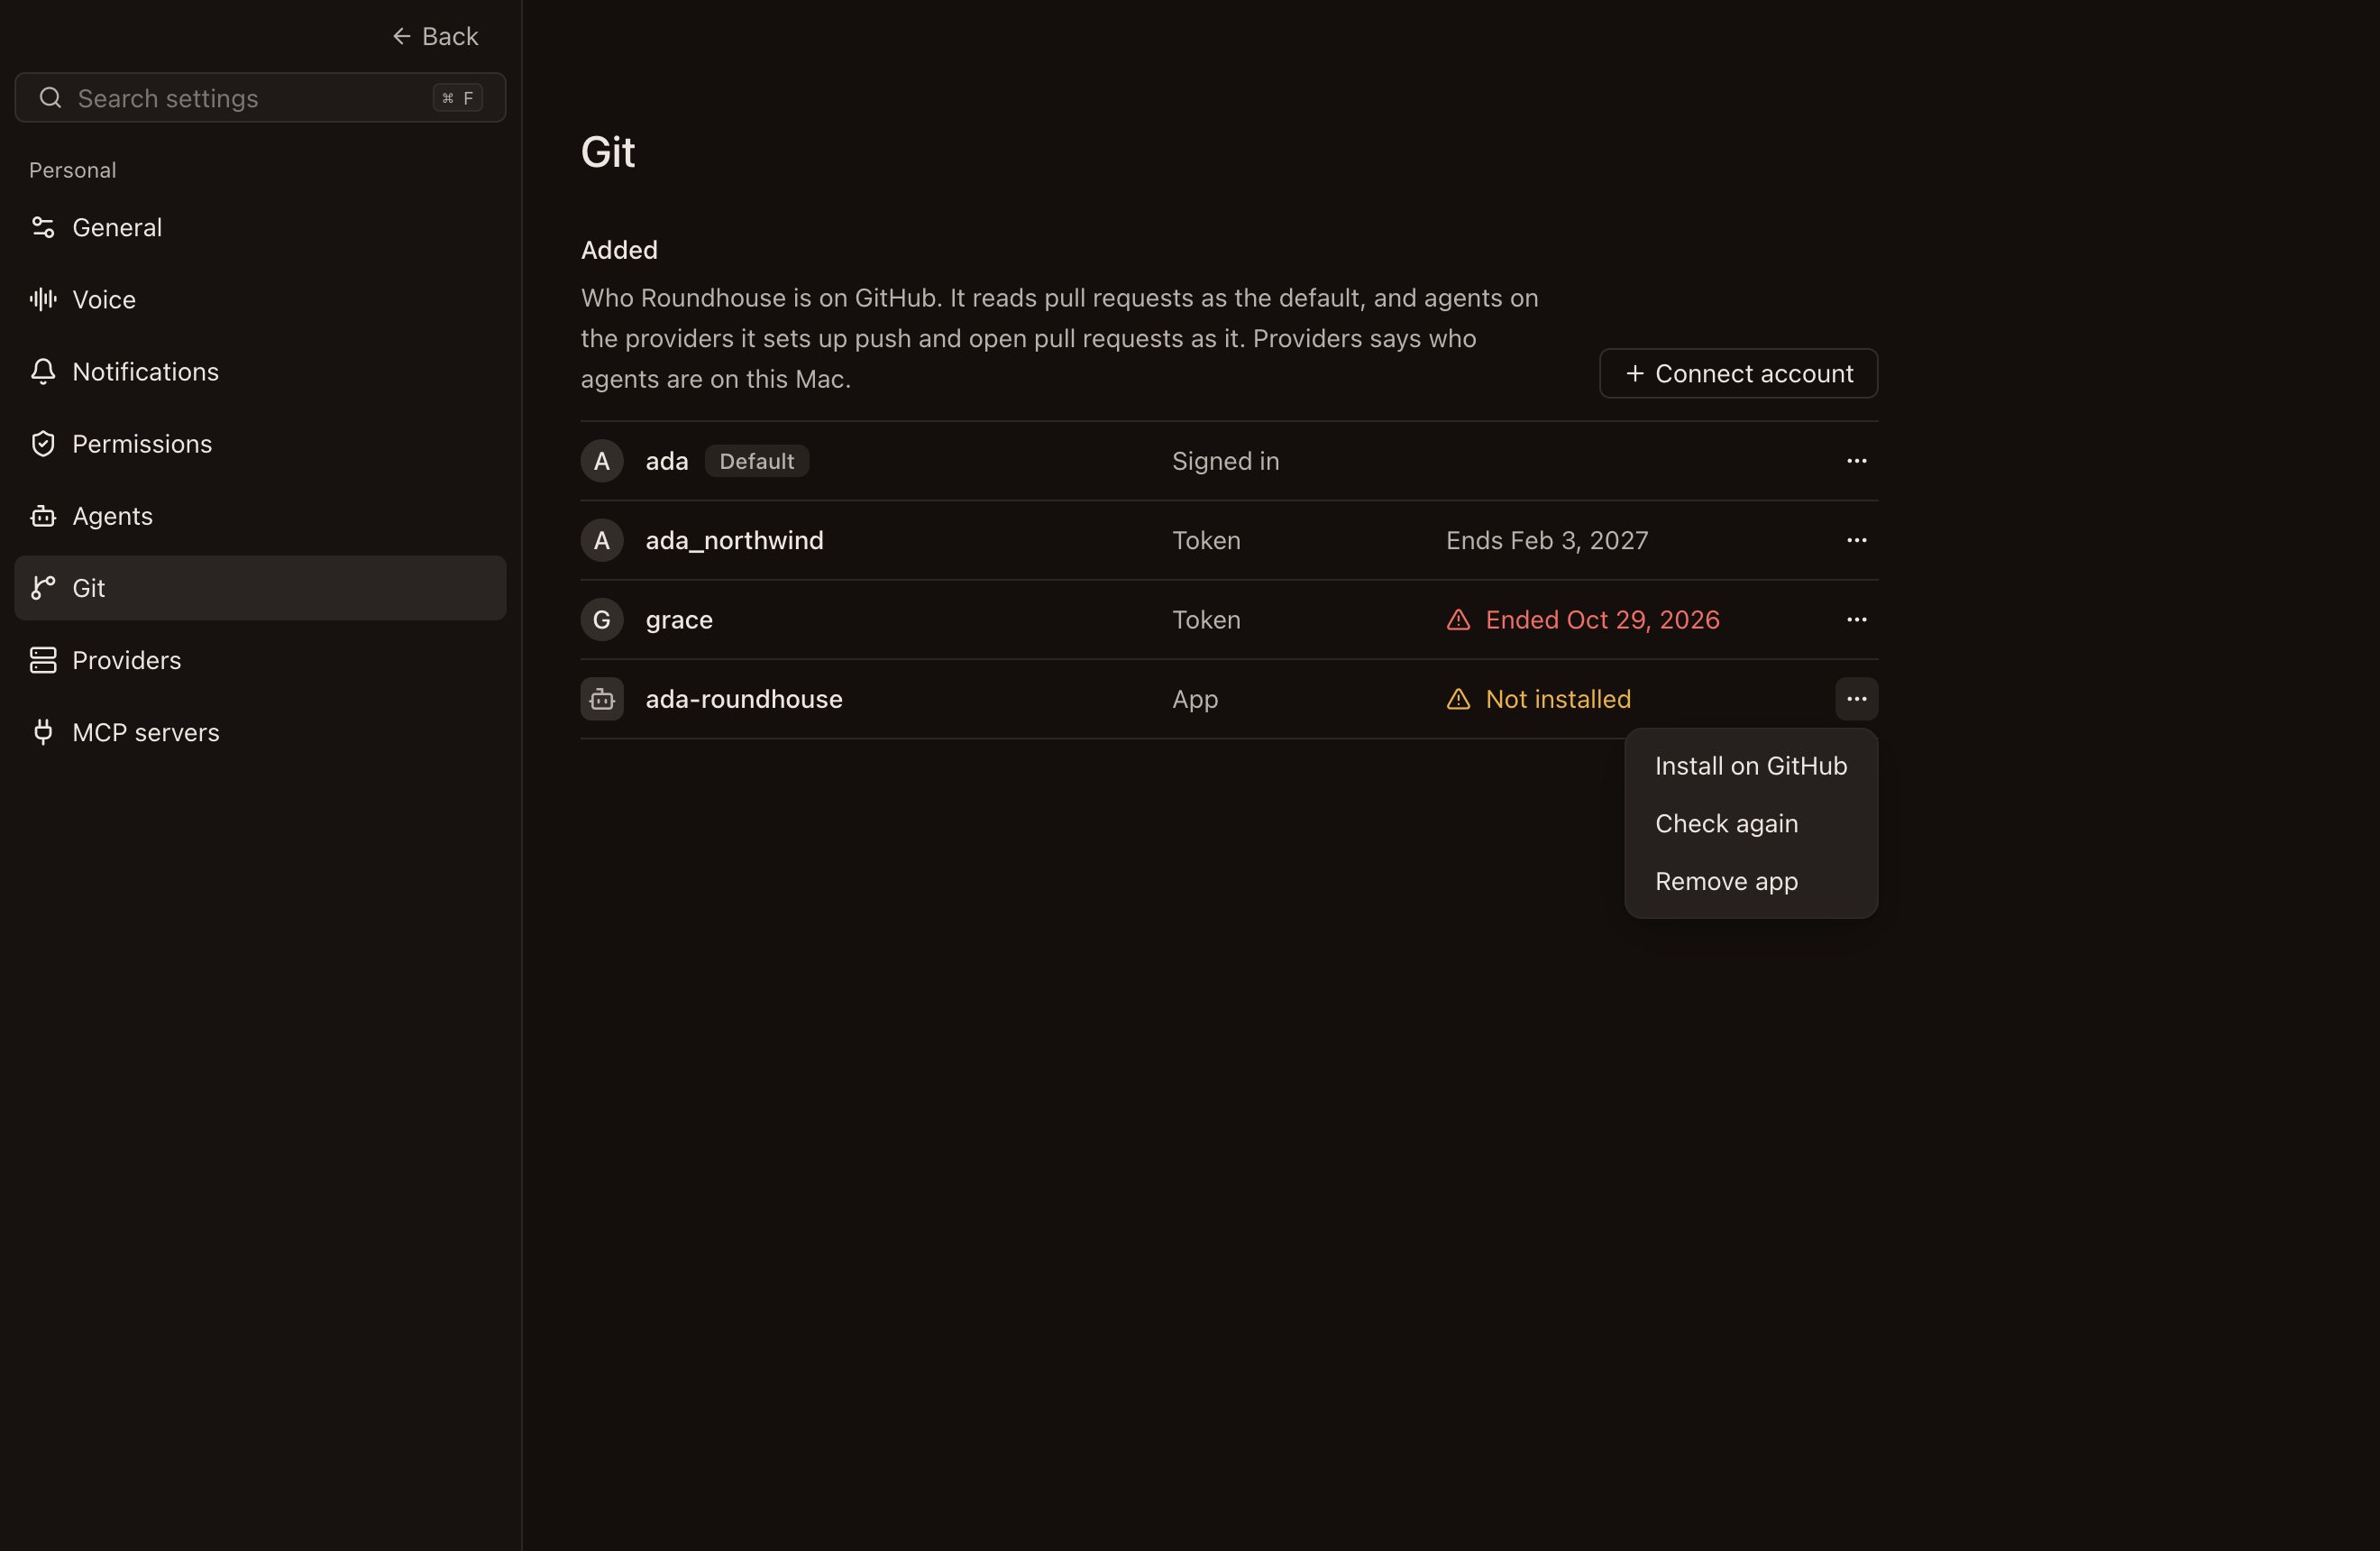 Back
Search settings
⌘ F
Personal
General
Voice
Notifications
Permissions
Agents
Git
Providers
MCP servers
Git
Added
Who Roundhouse is on GitHub. It reads pull requests as the default, and agents on
the providers it sets up push and open pull requests as it. Providers says who
agents are on this Mac.
Connect account
A ada Default Signed in
A ada_northwind Token Ends Feb 3, 2027
G grace Token Ended Oct 29, 2026
ada-roundhouse App Not installed
Install on GitHub
Check again
Remove app